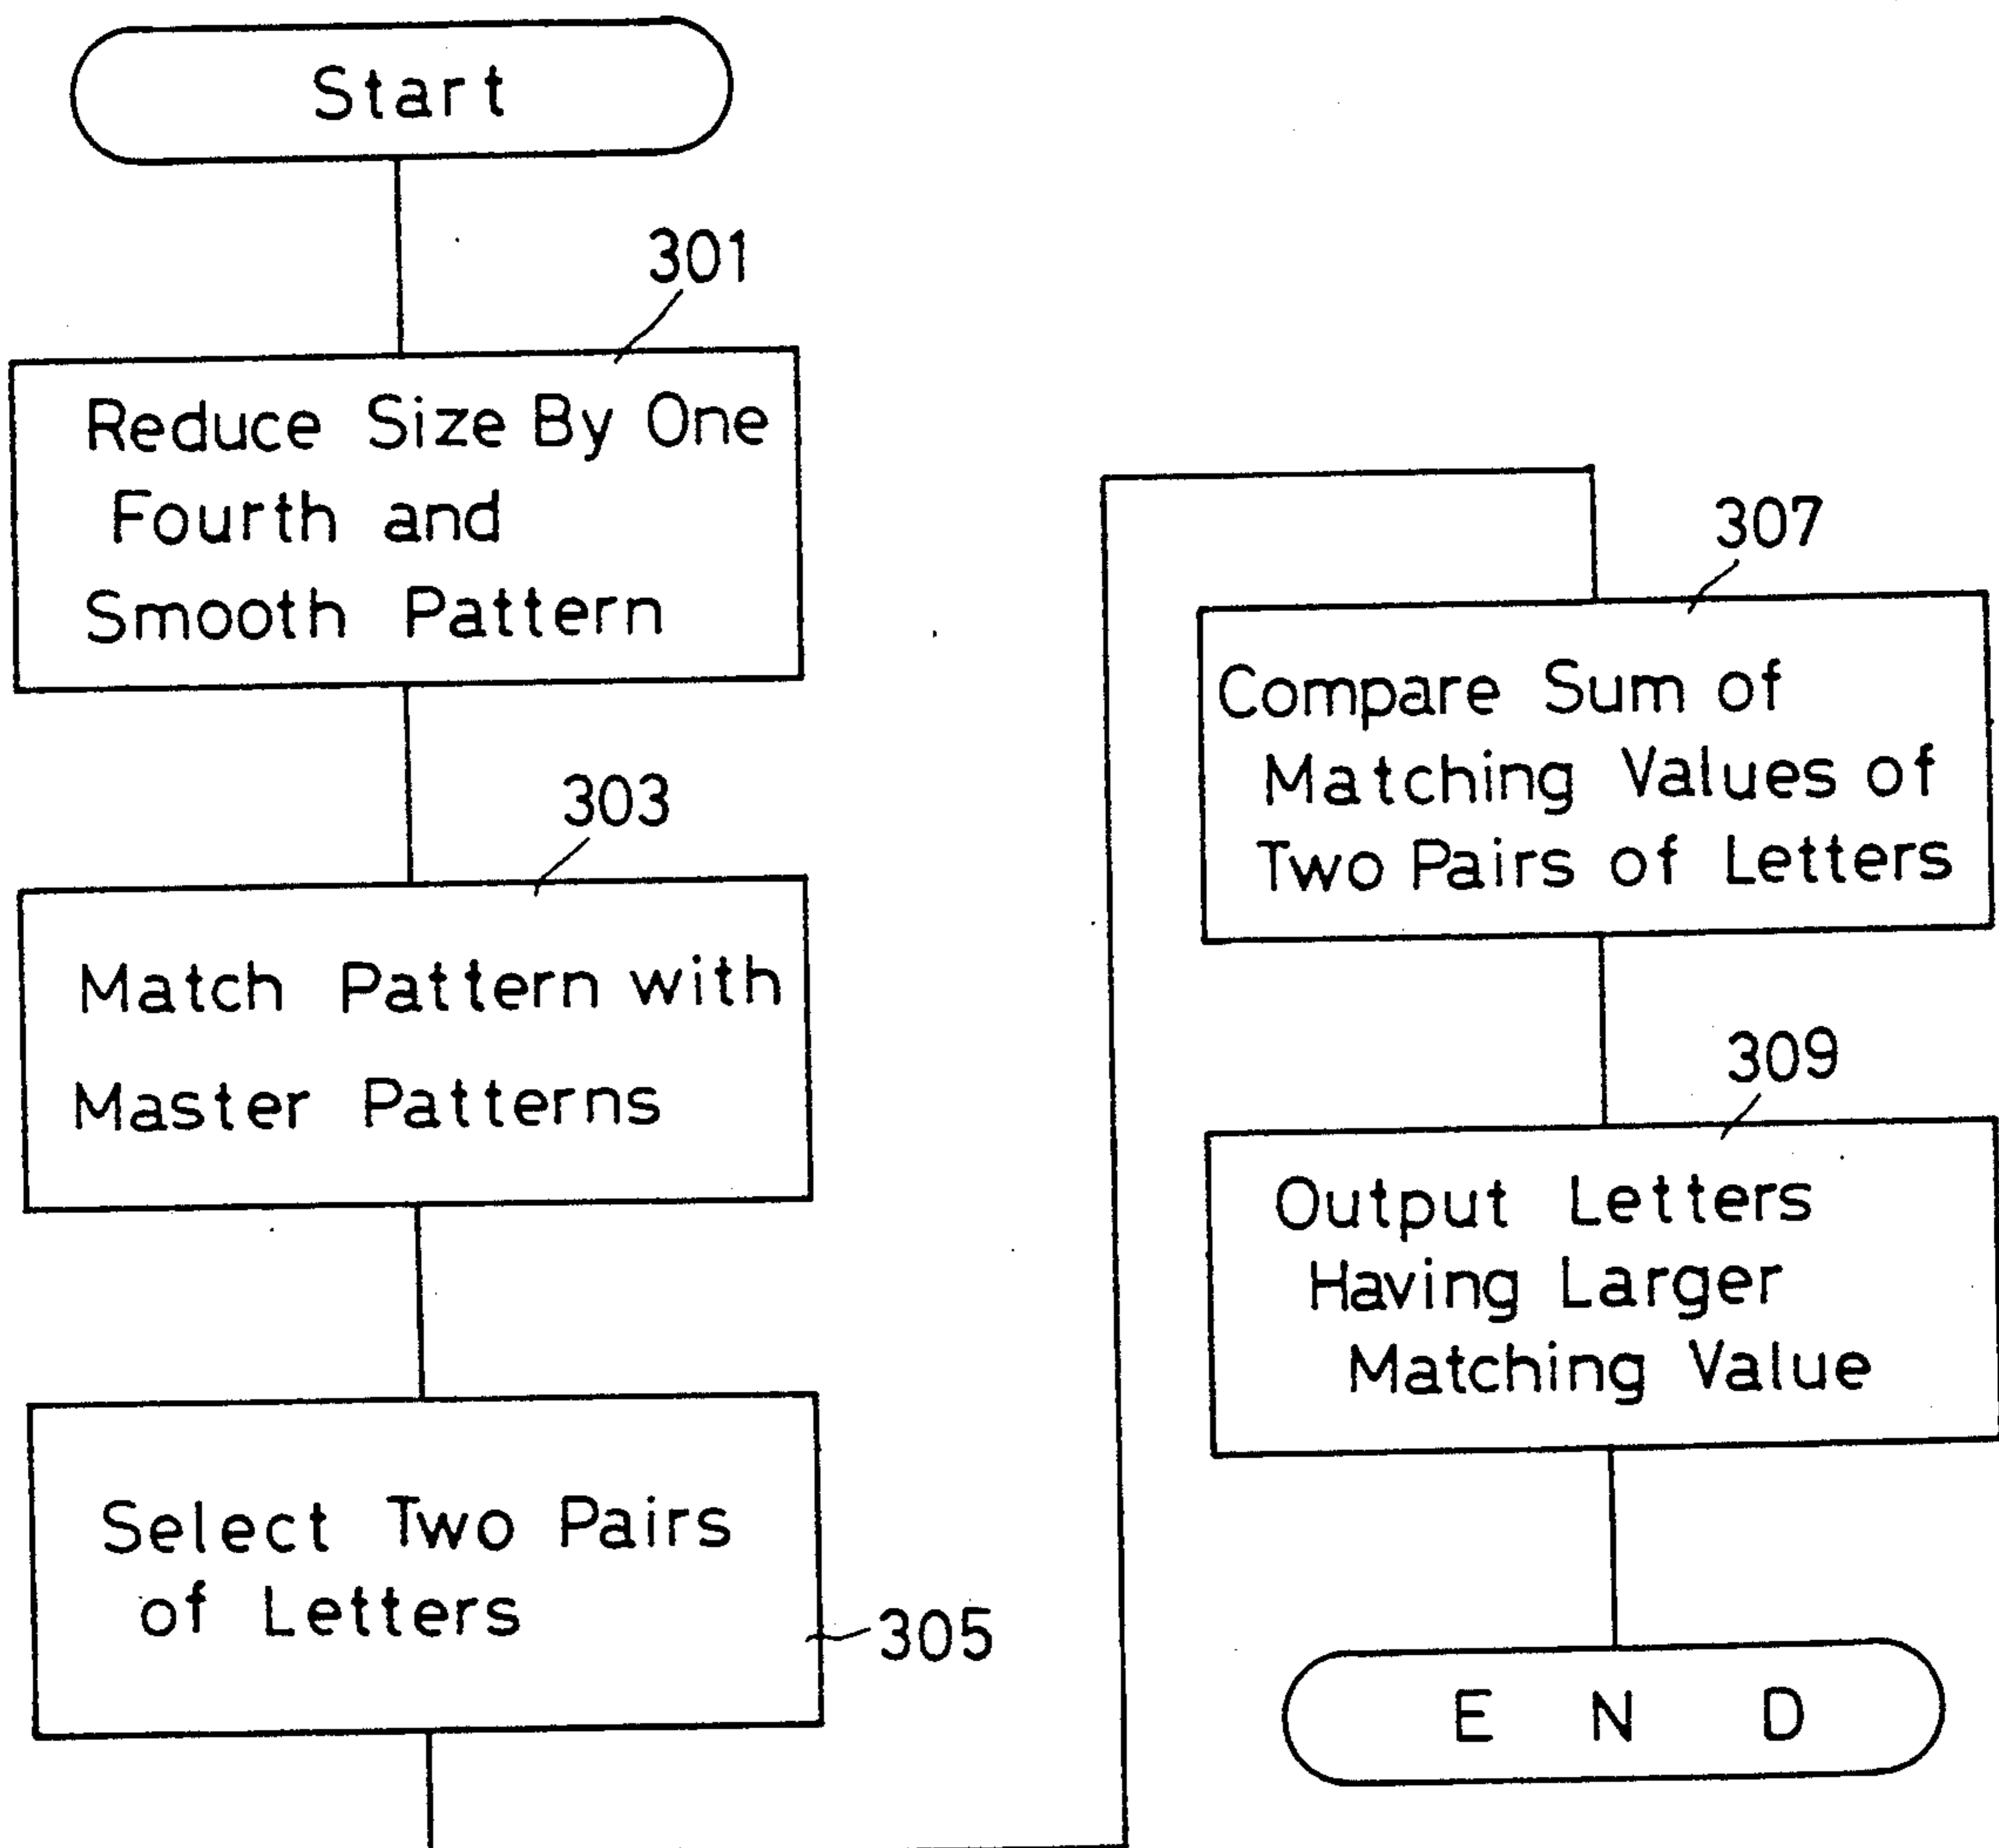 Start
301
Reduce Size By One
Fourth and
Smooth Pattern
303
Match Pattern with
Master Patterns
Select Two Pairs
of Letters
305
307
Compare Sum of
Matching Values of
Two Pairs of Letters
309
Output Letters
Having Larger
Matching Value
E N D